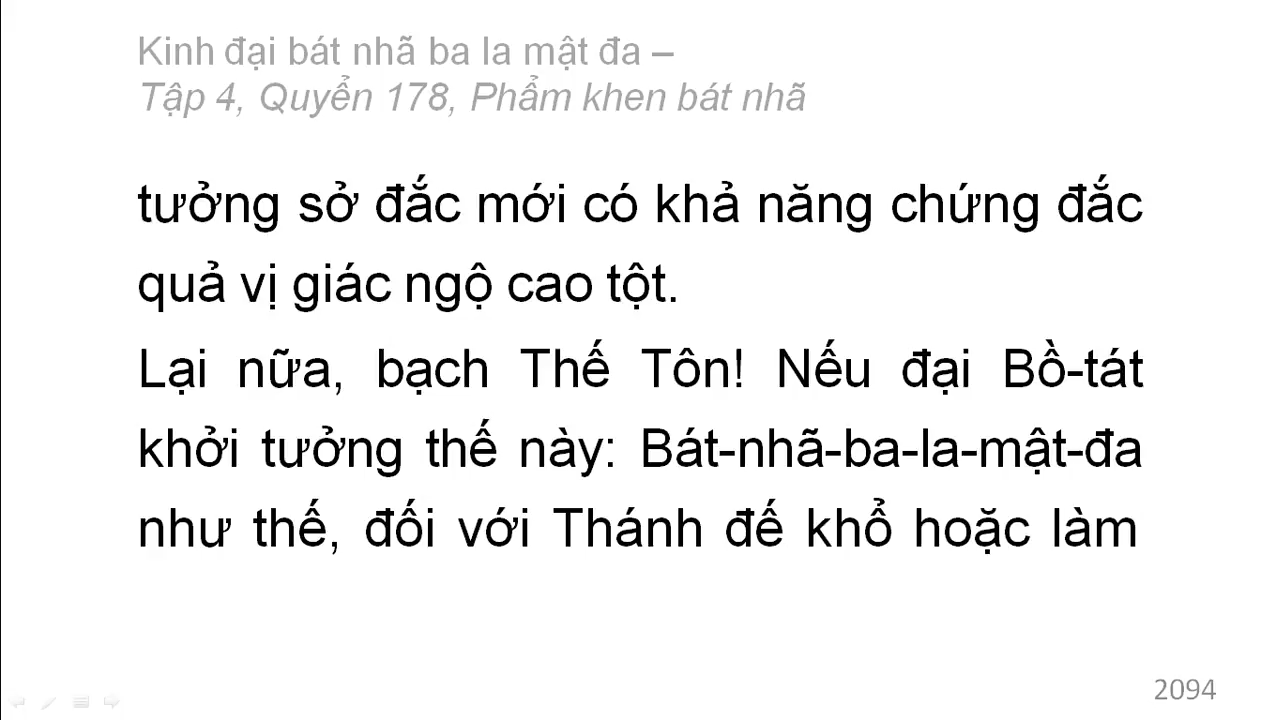 Kinh đại bát nhã ba la mật đa –
Tập 4, Quyển 178, Phẩm khen bát nhã
tưởng sở đắc mới có khả năng chứng đắc
quả vị giác ngộ cao tột.
Lại nữa, bạch Thế Tôn! Nếu đại Bồ-tát
khởi tưởng thế này: Bát-nhã-ba-la-mật-đa
như thế, đối với Thánh đế khổ hoặc làm
2094